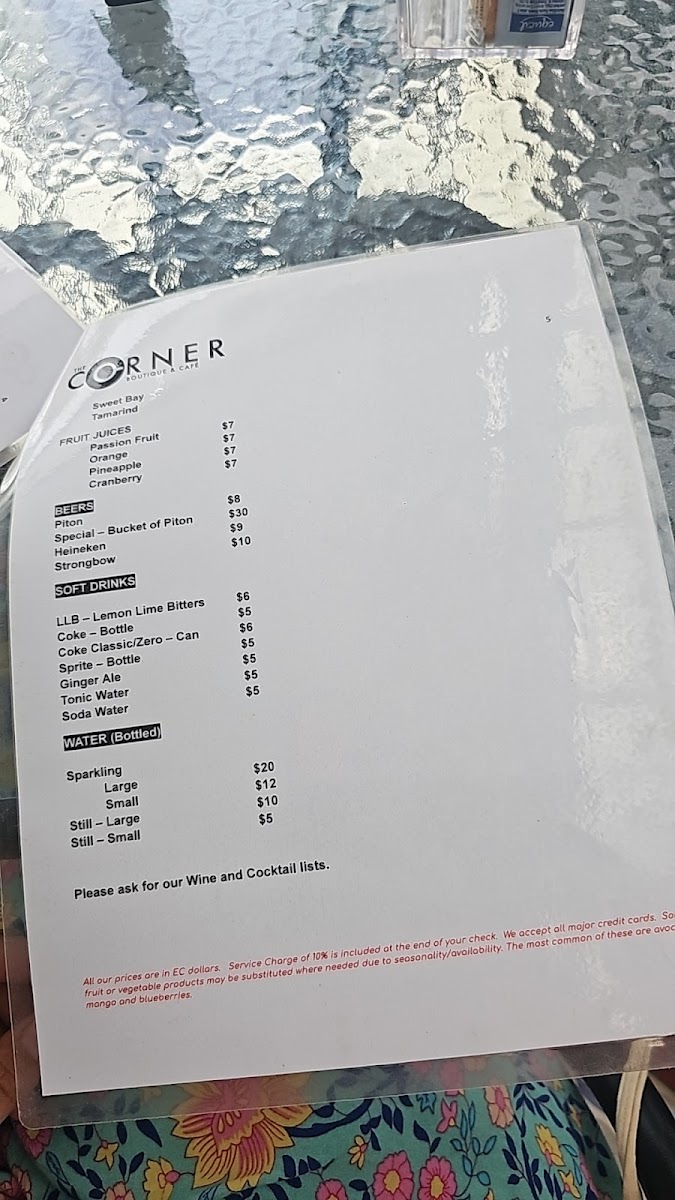 equal
5
THE CORNER
BOUTIQUE & CAFÉ
Sweet Bay
Tamarind
FRUIT JUICES
Passion Fruit $7
Orange $7
Pineapple $7
Cranberry $7
BEERS
Piton $8
Special – Bucket of Piton $30
Heineken $9
Strongbow $10
SOFT DRINKS
LLB – Lemon Lime Bitters $6
Coke – Bottle $5
Coke Classic/Zero – Can $6
Sprite – Bottle $5
Ginger Ale $5
Tonic Water $5
Soda Water $5
WATER (Bottled)
Sparkling
Large $20
Small $12
Still – Large $10
Still – Small $5
Please ask for our Wine and Cocktail lists.
All our prices are in EC dollars. Service Charge of 10% is included at the end of your check. We accept all major credit cards. So
fruit or vegetable products may be substituted where needed due to seasonality/availability. The most common of these are avoc
mango and blueberries.